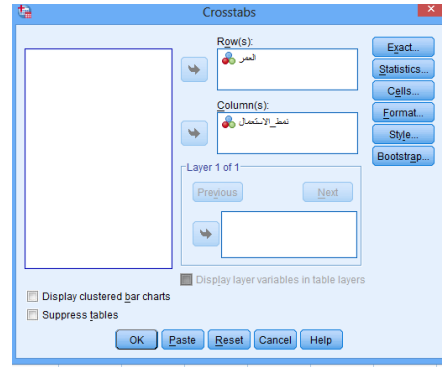 Crosstabs
Row(s):
العمر
Column(s):
نمط_الاستعمال
Layer 1 of 1
Previous
Next
Display layer variables in table layers
Exact...
Statistics...
Cells...
Format...
Style...
Bootstrap...
Display clustered bar charts
Suppress tables
OK
Paste
Reset
Cancel
Help